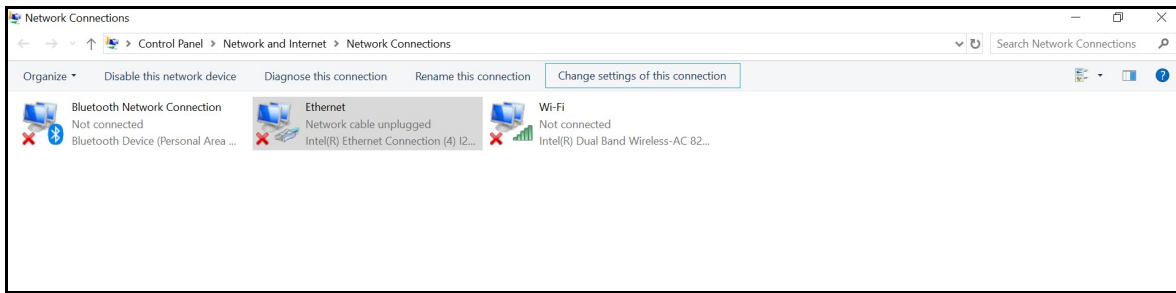 Network Connections
Control Panel > Network and Internet > Network Connections
Search Network Connections
Organize
Disable this network device
Diagnose this connection
Rename this connection
Change settings of this connection
?
Bluetooth Network Connection
Not connected
Bluetooth Device (Personal Area ...
Ethernet
Network cable unplugged
Intel(R) Ethernet Connection (4) I2...
Wi-Fi
Not connected
Intel(R) Dual Band Wireless-AC 82...